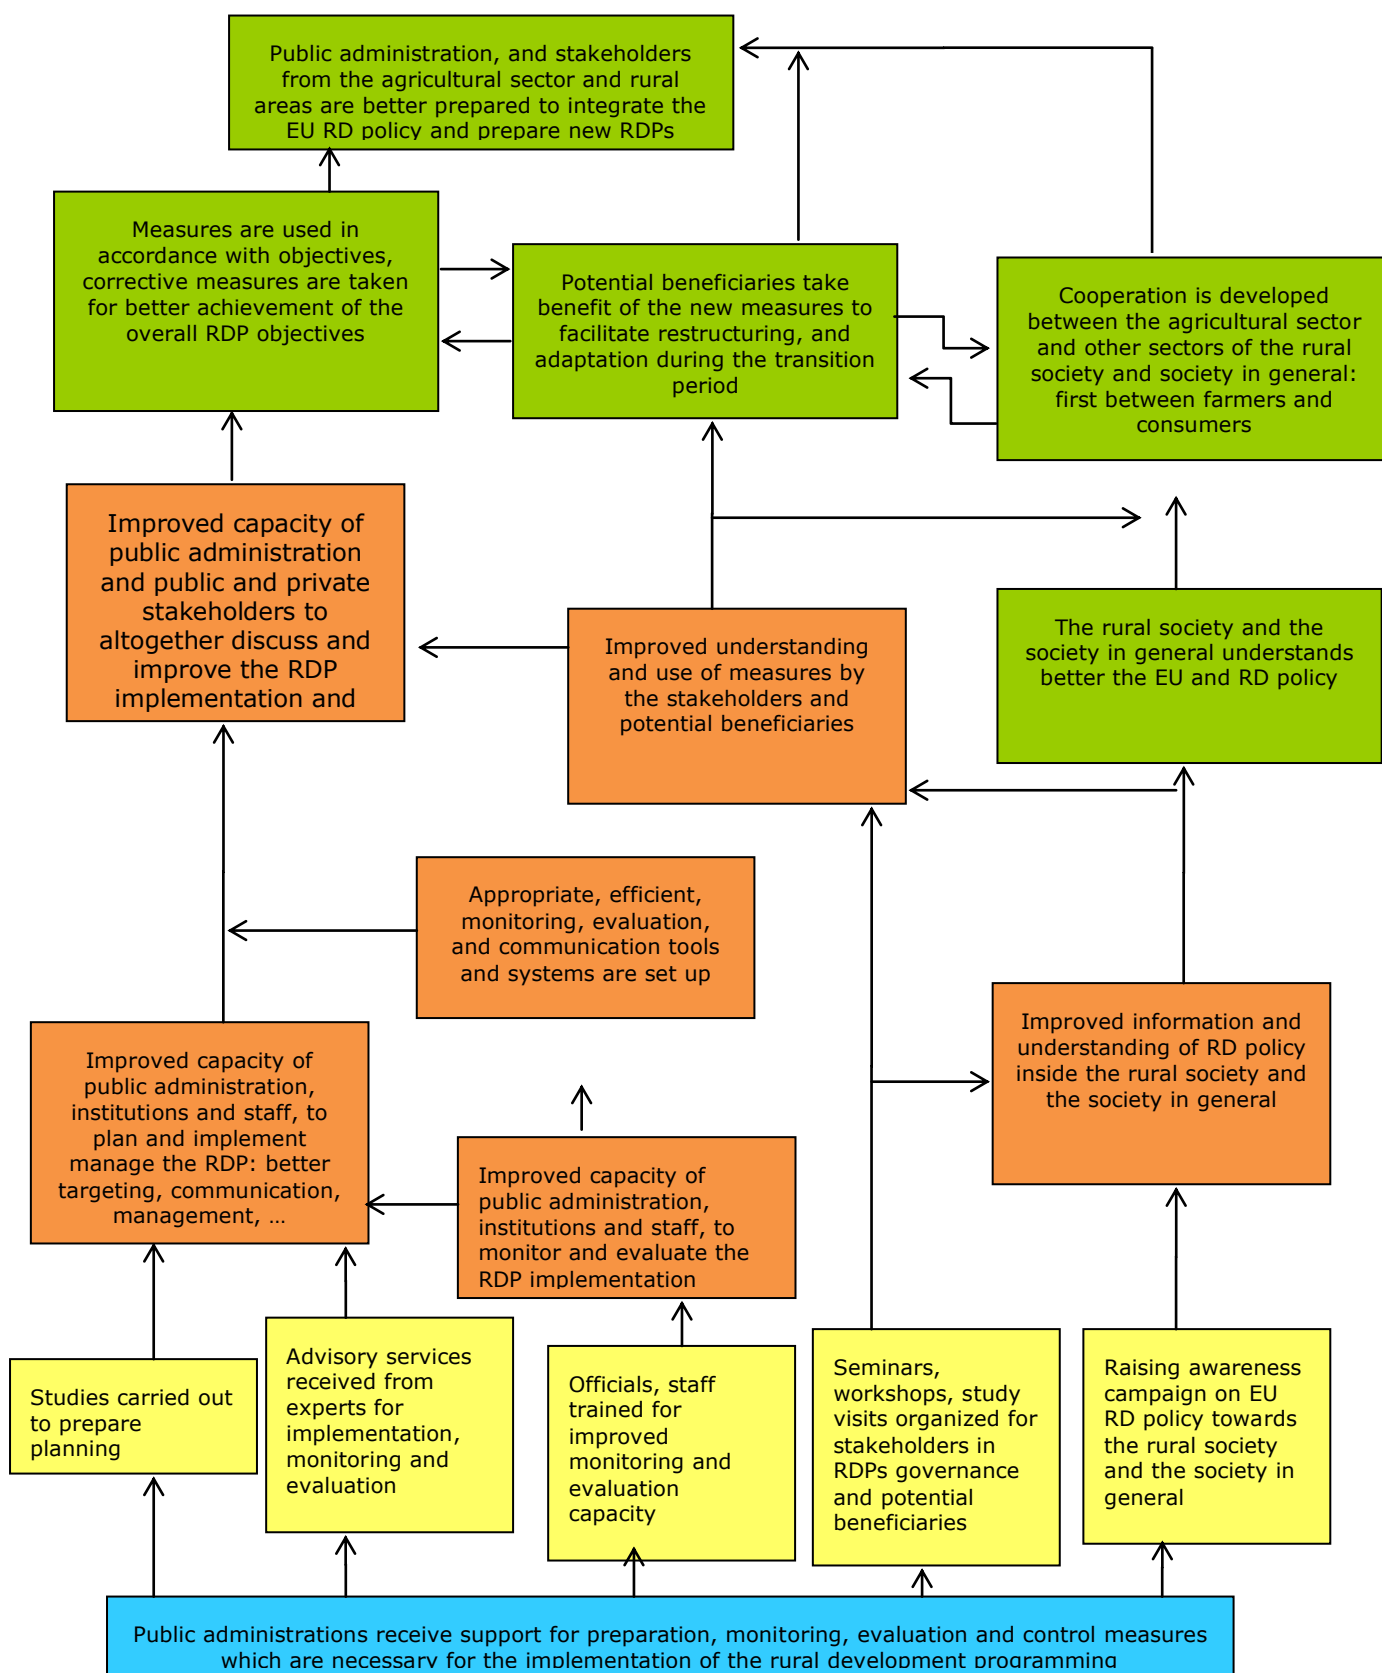 Public administration, and stakeholders
from the agricultural sector and rural
areas are better prepared to integrate the
EU RD policy and prepare new RDPs
Measures are used in
accordance with objectives,
corrective measures are taken
for better achievement of the
overall RDP objectives
Potential beneficiaries take
benefit of the new measures to
facilitate restructuring, and
adaptation during the transition
period
Cooperation is developed
between the agricultural sector
and other sectors of the rural
society and society in general:
first between farmers and
consumers
Improved capacity of
public administration
and public and private
stakeholders to
altogether discuss and
improve the RDP
implementation and
Improved understanding
and use of measures by
the stakeholders and
potential beneficiaries
The rural society and the
society in general understands
better the EU and RD policy
Appropriate, efficient,
monitoring, evaluation,
and communication tools
and systems are set up
Improved information and
understanding of RD policy
inside the rural society and
the society in general
Improved capacity of
public administration,
institutions and staff, to
plan and implement
manage the RDP: better
targeting, communication,
management, …
Improved capacity of
public administration,
institutions and staff, to
monitor and evaluate the
RDP implementation
Studies carried out
to prepare
planning
Advisory services
received from
experts for
implementation,
monitoring and
evaluation
Officials, staff
trained for
improved
monitoring and
evaluation
capacity
Seminars,
workshops, study
visits organized for
stakeholders in
RDPs governance
and potential
beneficiaries
Raising awareness
campaign on EU
RD policy towards
the rural society
and the society in
general
Public administrations receive support for preparation, monitoring, evaluation and control measures
which are necessary for the implementation of the rural development programming